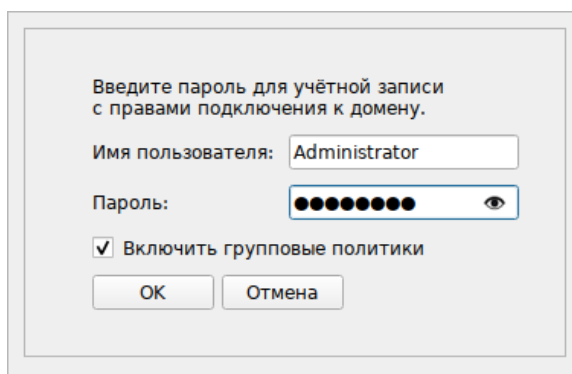 Введите пароль для учётной записи
с правами подключения к домену.
Имя пользователя: Administrator
Пароль: ●●●●●●●●
Включить групповые политики
OK Отмена